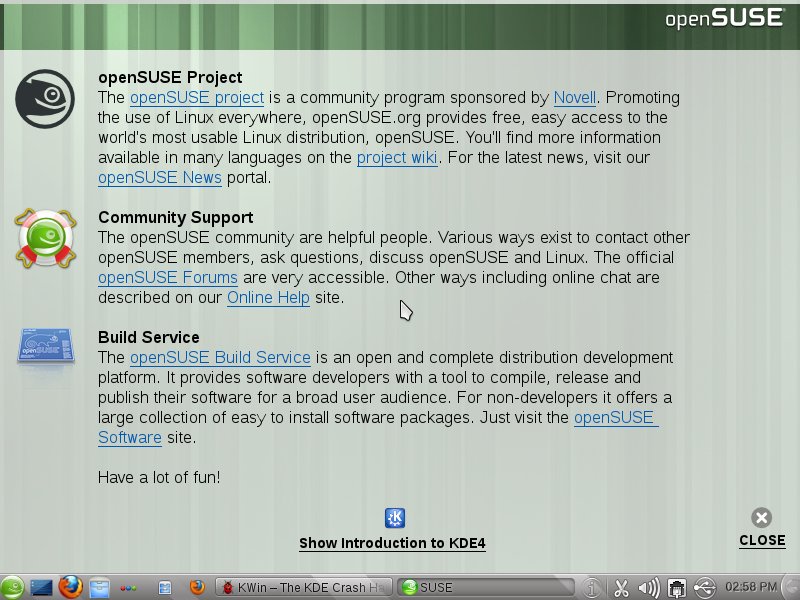 openSUSE
openSUSE Project
The openSUSE project is a community program sponsored by Novell. Promoting
the use of Linux everywhere, openSUSE.org provides free, easy access to the
world's most usable Linux distribution, openSUSE. You'll find more information
available in many languages on the project wiki. For the latest news, visit our
openSUSE News portal.
Community Support
The openSUSE community are helpful people. Various ways exist to contact other
openSUSE members, ask questions, discuss openSUSE and Linux. The official
openSUSE Forums are very accessible. Other ways including online chat are
described on our Online Help site.
Build Service
The openSUSE Build Service is an open and complete distribution development
platform. It provides software developers with a tool to compile, release and
publish their software for a broad user audience. For non-developers it offers a
large collection of easy to install software packages. Just visit the openSUSE
Software site.
Have a lot of fun!
Show Introduction to KDE4
CLOSE
KWin – The KDE Crash Ha
SUSE
02:58 PM